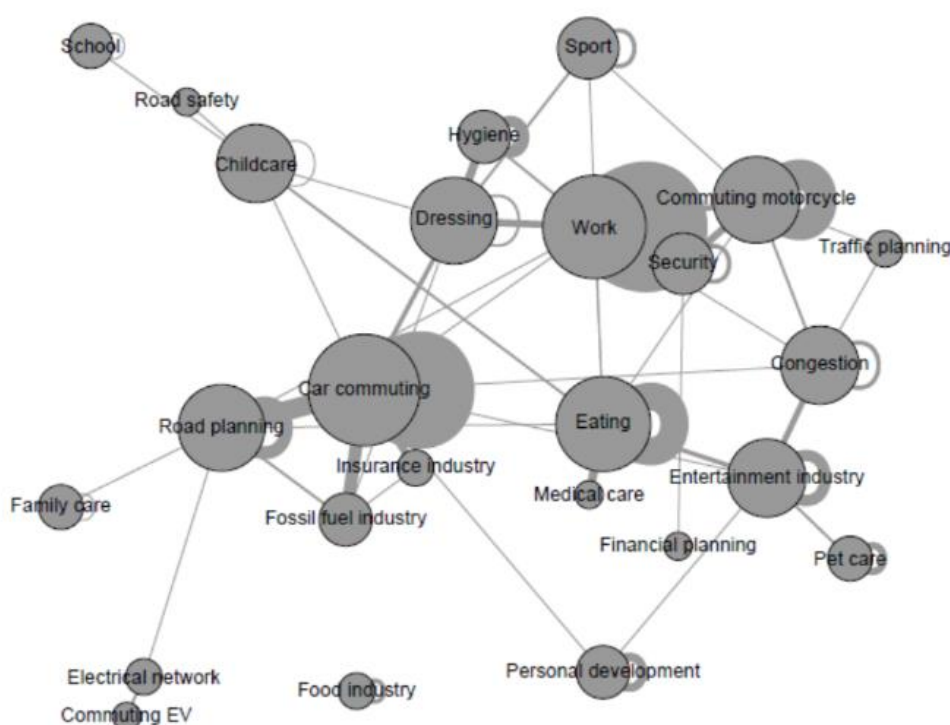 School
Sport
Road safety
Hygiene
Childcare
Commuting motorcycle
Dressing
Work
Traffic planning
Security
Congestion
Car commuting
Road planning
Eating
Insurance industry
Entertainment industry
Medical care
Family care
Fossil fuel industry
Financial planning
Pet care
Electrical network
Personal development
Food industry
Commuting EV